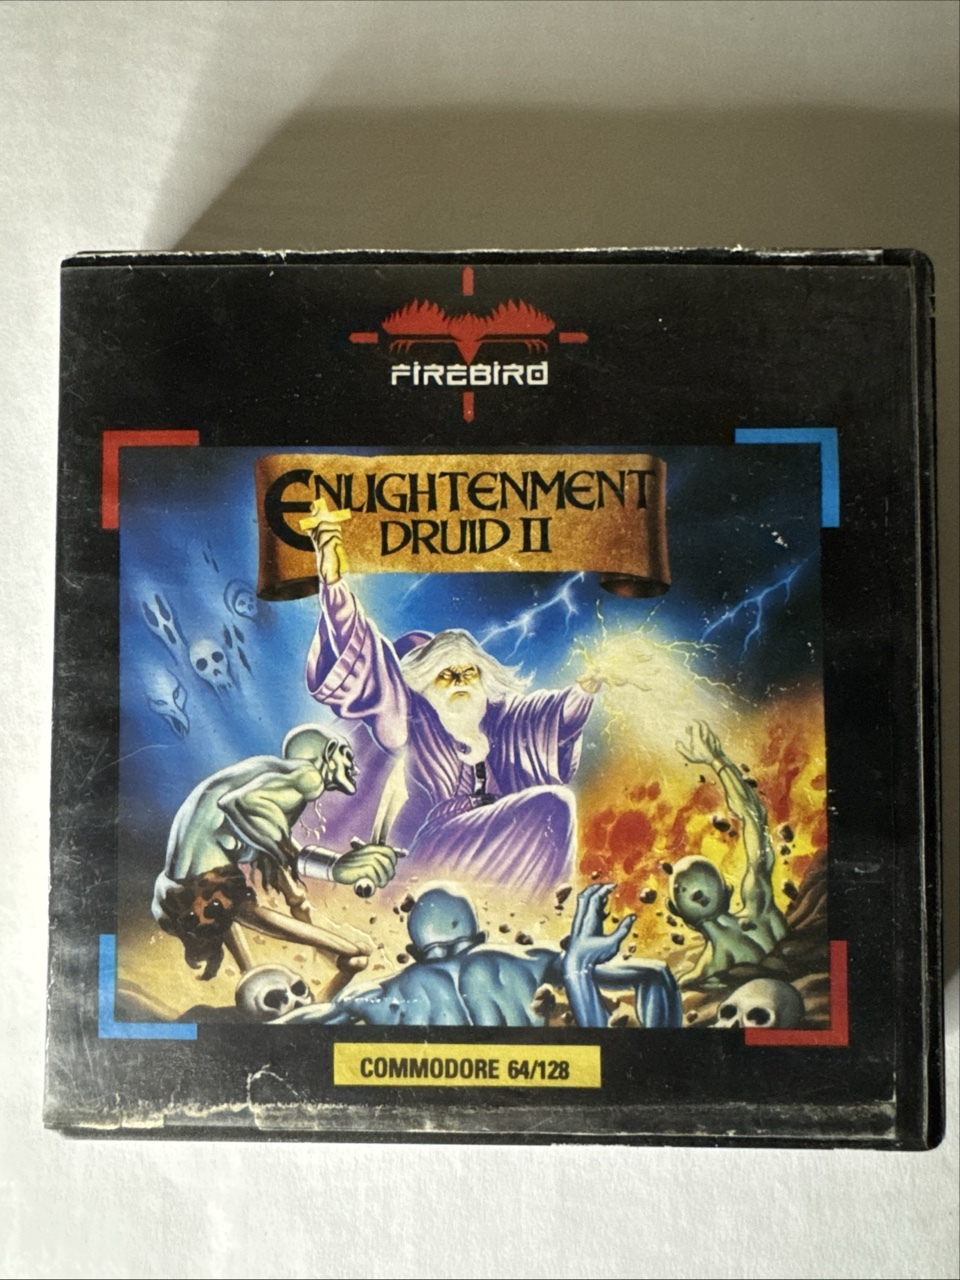 FIREBIRD
ENLIGHTENMENT
DRUID II
COMMODORE 64/128